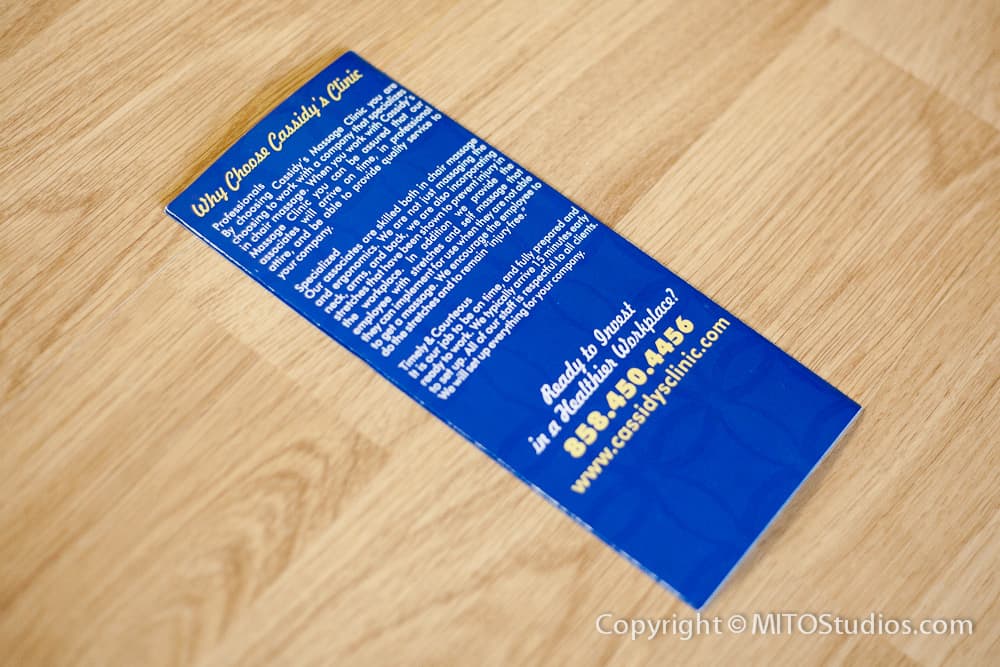 Why Choose Cassidy's Clinic
Professionals
By choosing Cassidy's Massage Clinic you are
choosing to work with a company that specializes
in chair massage. When you work with Cassidy's
Massage Clinic you can be assured that our
associates will arrive on time, in professional
attire, and be able to provide quality service to
your company.
Specialized
Our associates are skilled both in chair massage
and ergonomics. We are not just massaging the
neck, arms, and back, we are also incorporating
stretches that have been shown to prevent injury in
the workplace. In addition we provide the
employee with stretches and self massage that
they can implement for use when they are not able
to get a massage. We encourage the employee to
do the stretches and to remain "injury free."
Timely & Courteous
It is our job to be on time, and fully prepared and
ready to work. We typically arrive 15 minutes early
to set up. All of our staff is respectful to all clients.
We will set up everything for your company.
Ready to Invest
in a Healthier Workplace?
858.450.4456
www.cassidysclinic.com
Copyright © MITOStudios.com